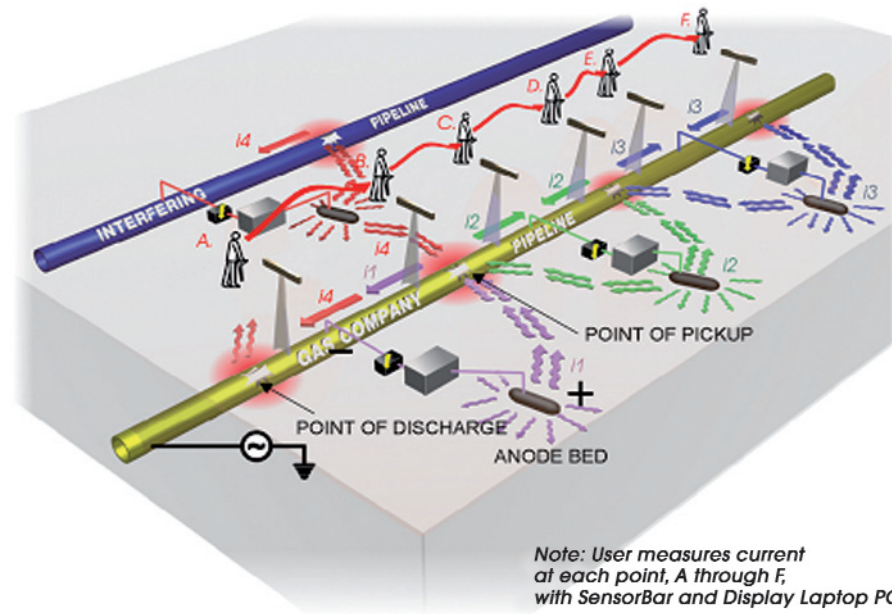 F.
E.
D.
C.
B.
A.
PIPELINE
INTERFERING
I4
I3
I3
I3
I2
I2
I2
I4
I1
I4
I1
PIPELINE
GAS COMPANY
POINT OF PICKUP
POINT OF DISCHARGE
ANODE BED
−
+
~
Note: User measures current
at each point, A through F,
with SensorBar and Display Laptop PC